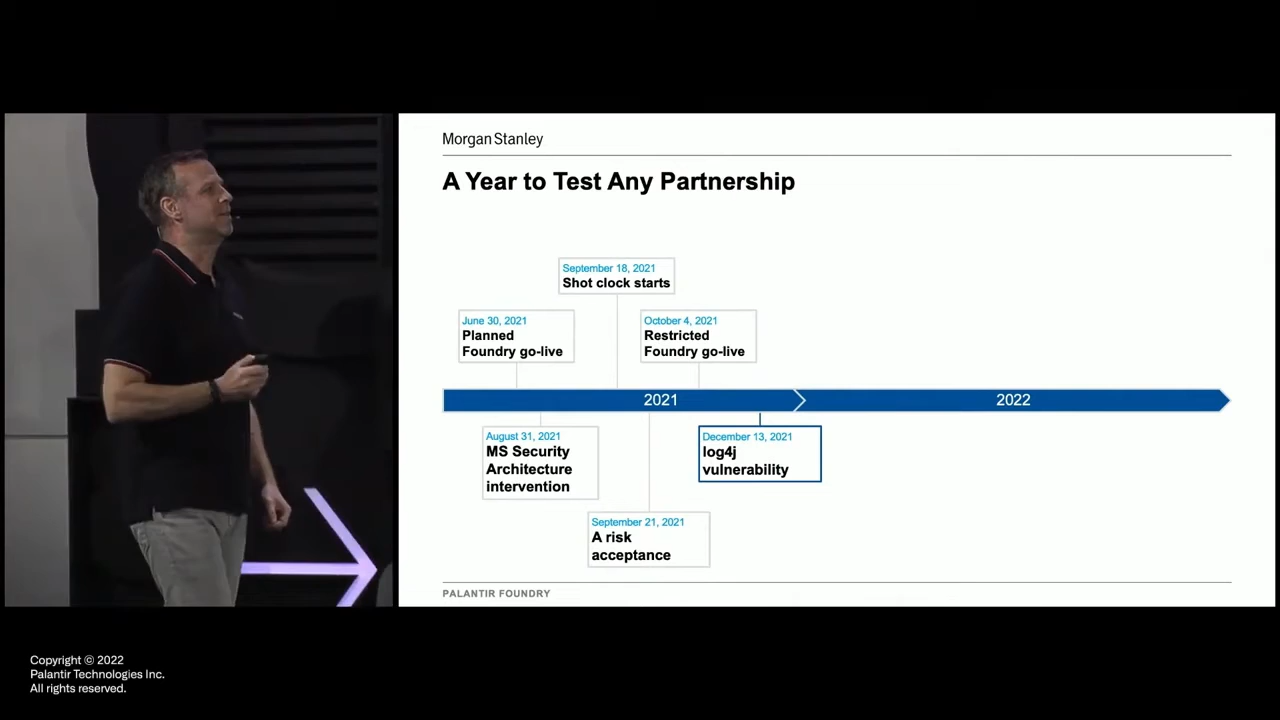 Morgan Stanley
A Year to Test Any Partnership
September 18, 2021
Shot clock starts
June 30, 2021
Planned
Foundry go-live
October 4, 2021
Restricted
Foundry go-live
2021
2022
August 31, 2021
MS Security
Architecture
intervention
December 13, 2021
log4j
vulnerability
September 21, 2021
A risk
acceptance
PALANTIR FOUNDRY
Copyright © 2022
Palantir Technologies Inc.
All rights reserved.